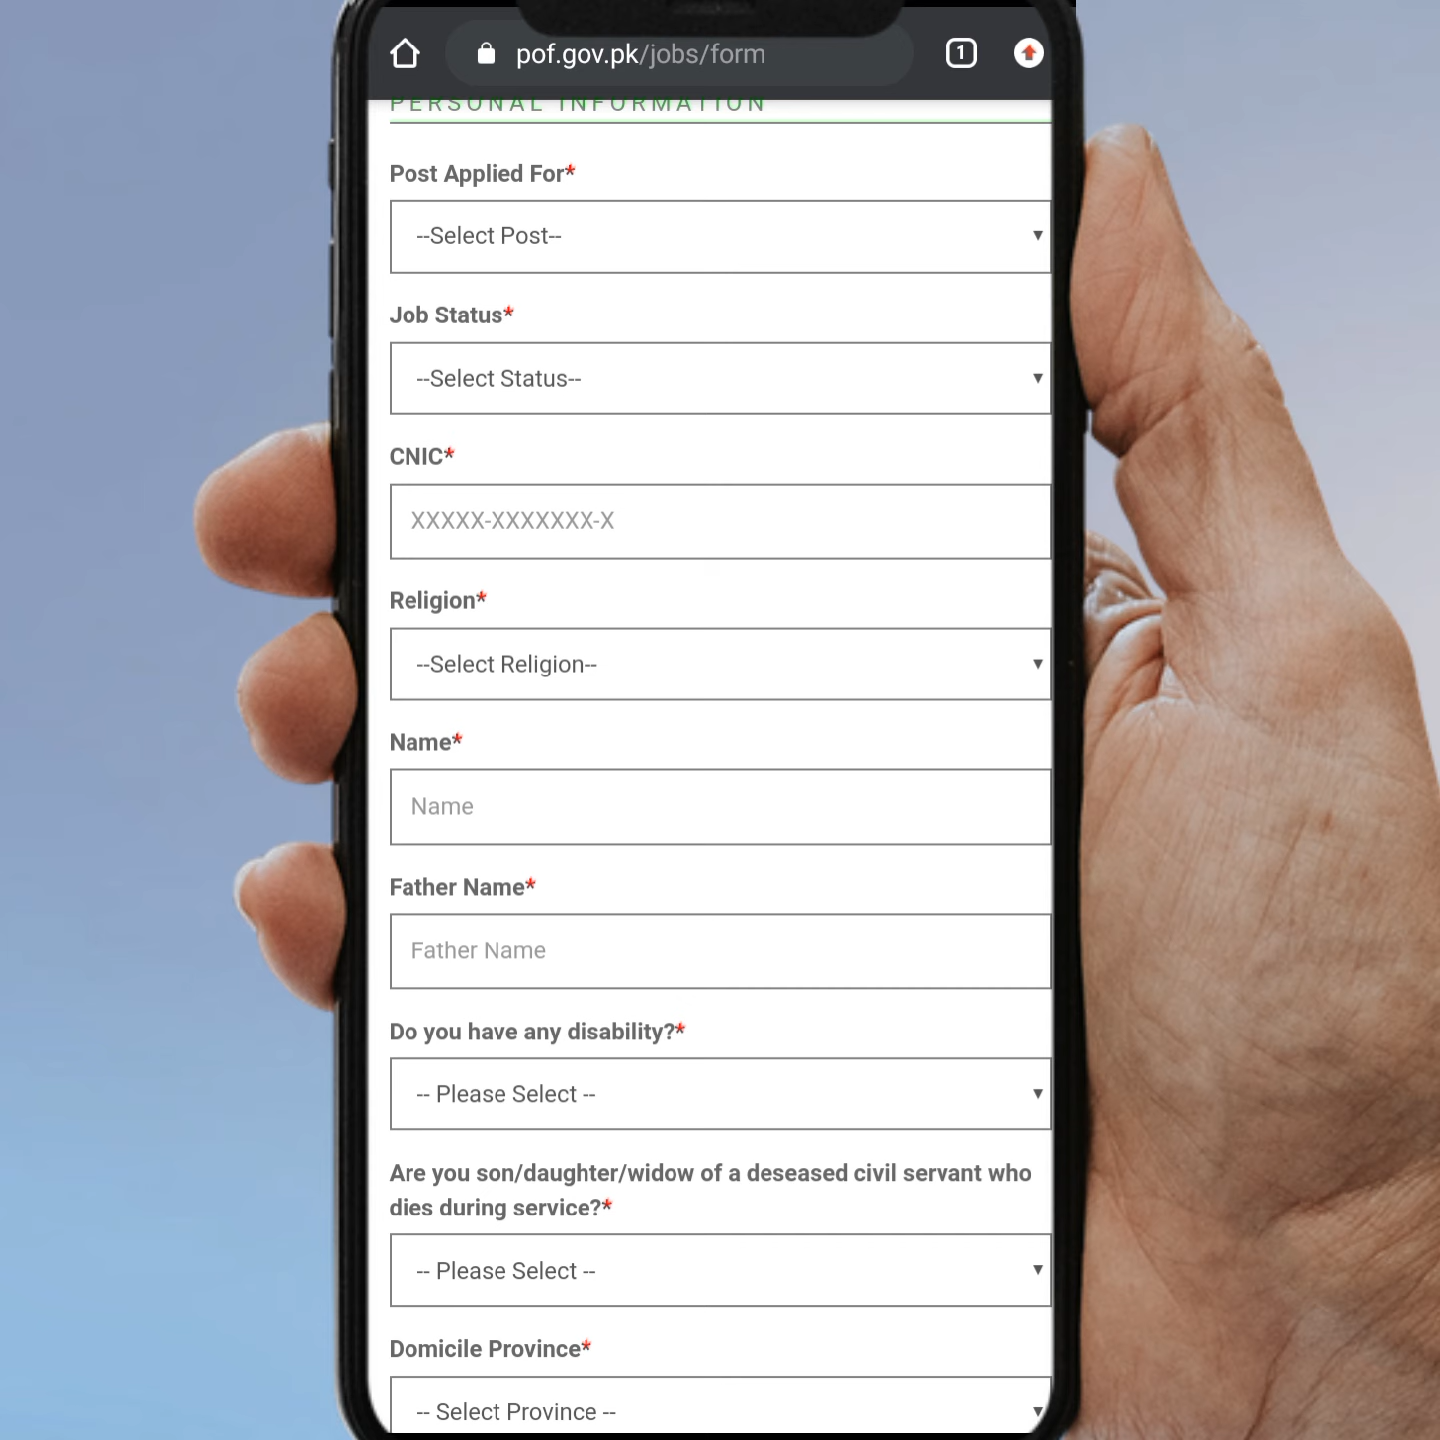 1
pof.gov.pk/jobs/form
PERSONAL INFORMATION
Post Applied For*
--Select Post--
Job Status*
--Select Status--
CNIC*
XXXXX-XXXXXXX-X
Religion*
--Select Religion--
Name*
Name
Father Name*
Father Name
Do you have any disability?*
-- Please Select --
Are you son/daughter/widow of a deseased civil servant who
dies during service?*
-- Please Select --
Domicile Province*
-- Select Province --